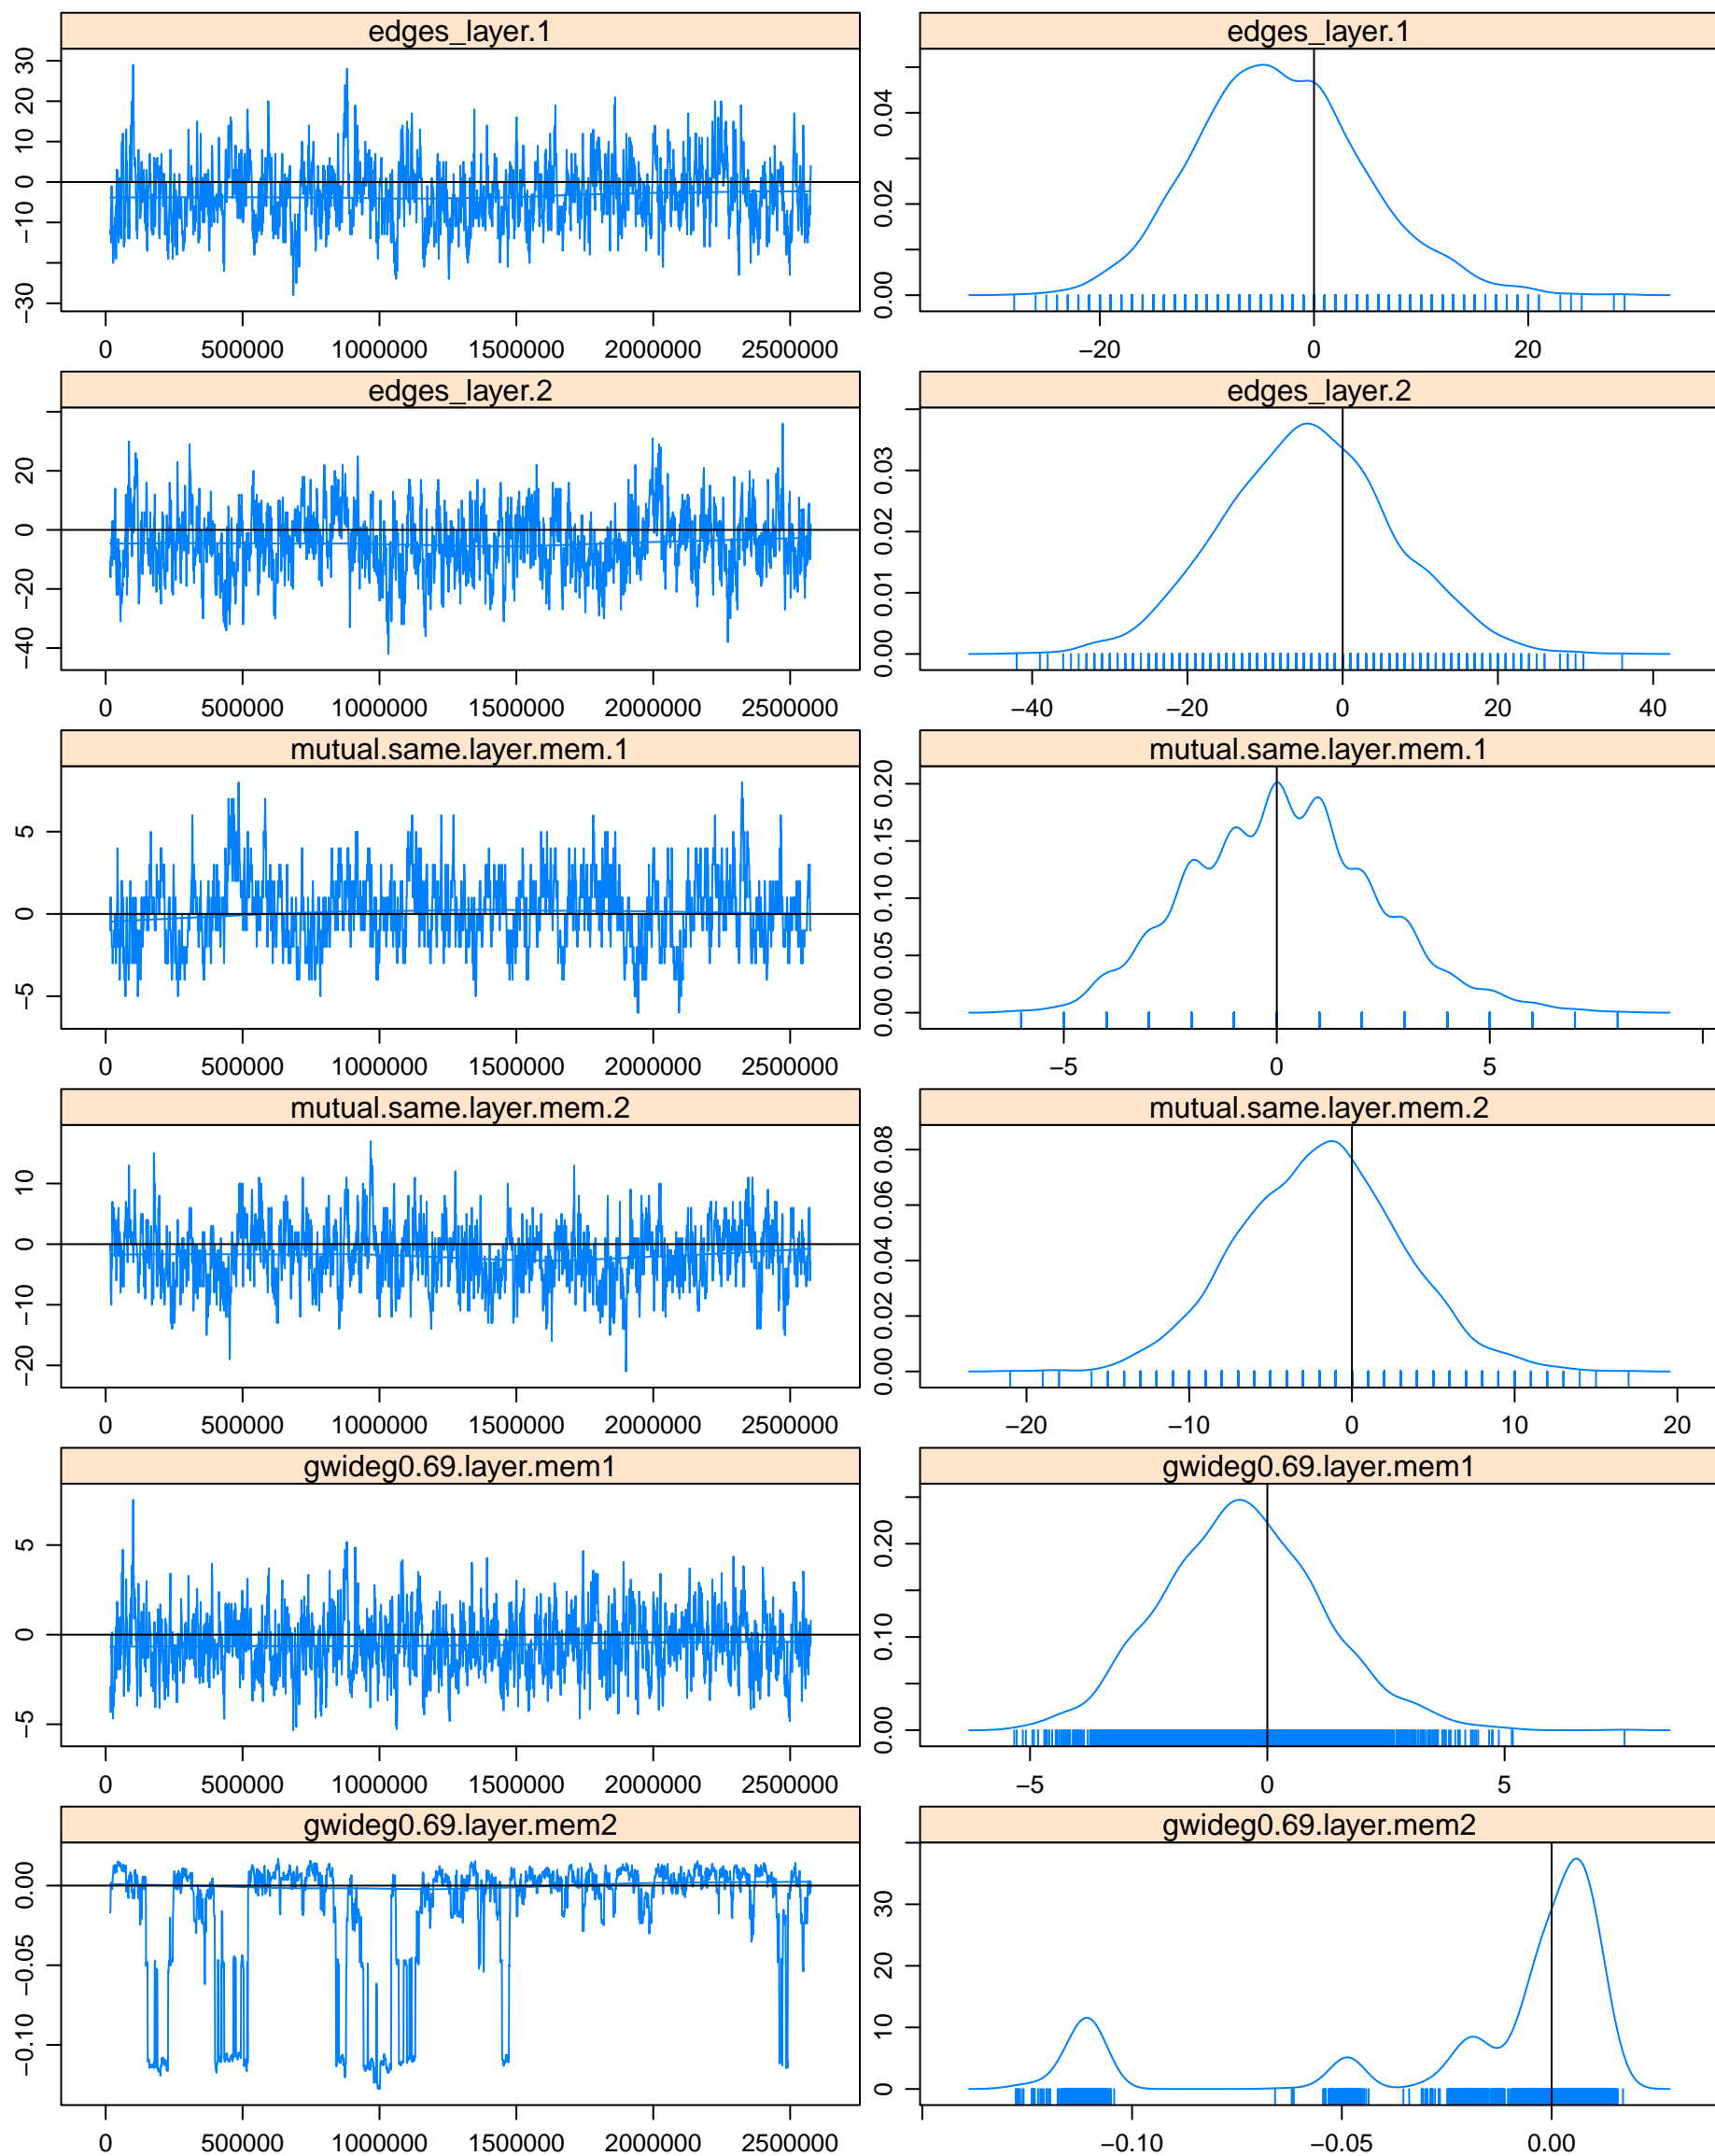 edges_layer.1 edges_layer.1
30
20
10
0
−10
−30
0 500000 1000000 1500000 2000000 2500000
0.04
0.02
0.00
−20 0 20
edges_layer.2 edges_layer.2
20
0
−20
−40
0 500000 1000000 1500000 2000000 2500000
0.03
0.02
0.01
0.00
−40 −20 0 20 40
mutual.same.layer.mem.1 mutual.same.layer.mem.1
5
0
−5
0 500000 1000000 1500000 2000000 2500000
0.20
0.15
0.10
0.05
0.00
−5 0 5
mutual.same.layer.mem.2 mutual.same.layer.mem.2
10
0
−10
−20
0 500000 1000000 1500000 2000000 2500000
0.08
0.06
0.04
0.02
0.00
−20 −10 0 10 20
gwideg0.69.layer.mem1 gwideg0.69.layer.mem1
5
0
−5
0 500000 1000000 1500000 2000000 2500000
0.20
0.10
0.00
−5 0 5
gwideg0.69.layer.mem2 gwideg0.69.layer.mem2
0.00
−0.05
−0.10
0 500000 1000000 1500000 2000000 2500000
30
20
10
0
−0.10 −0.05 0.00